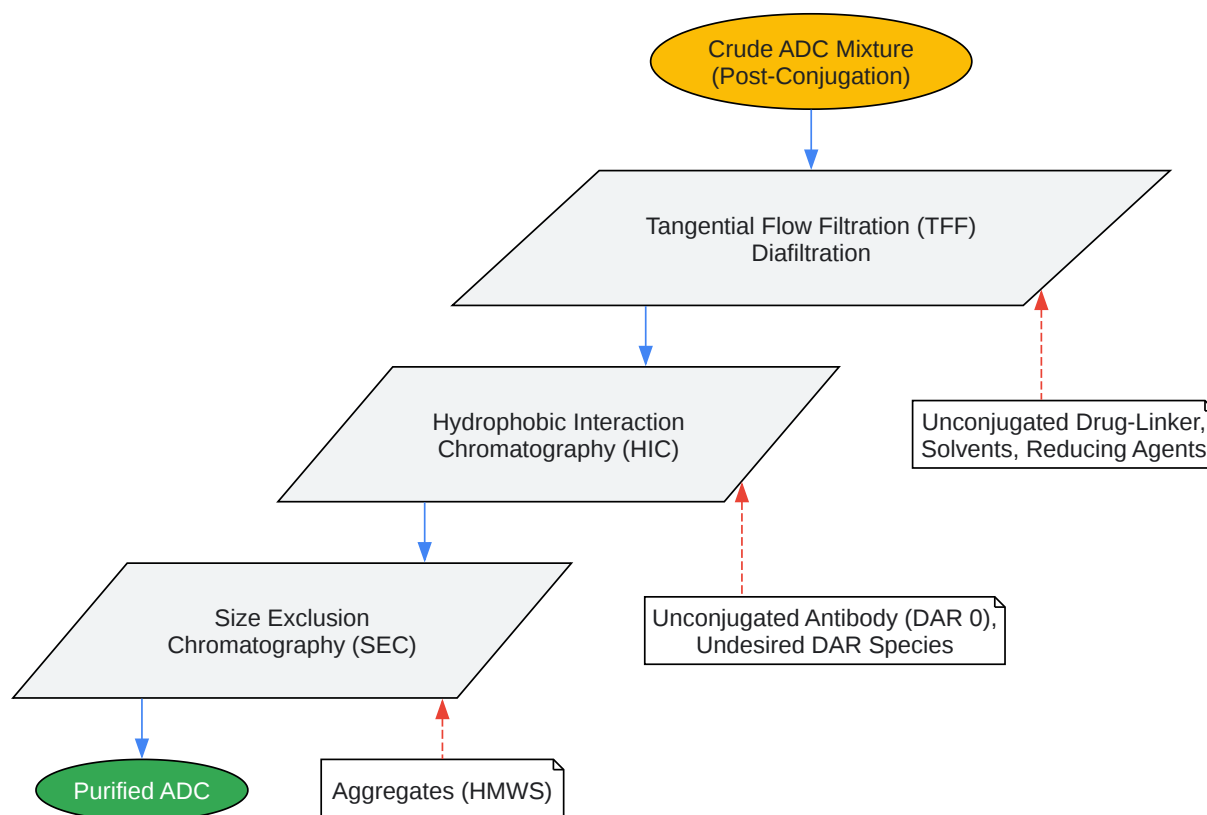 Crude ADC Mixture
(Post-Conjugation)
Tangential Flow Filtration (TFF)
Diafiltration
Hydrophobic Interaction
Chromatography (HIC)
Unconjugated Drug-Linker,
Solvents, Reducing Agents
Size Exclusion
Chromatography (SEC)
Unconjugated Antibody (DAR 0),
Undesired DAR Species
Purified ADC
Aggregates (HMWS)